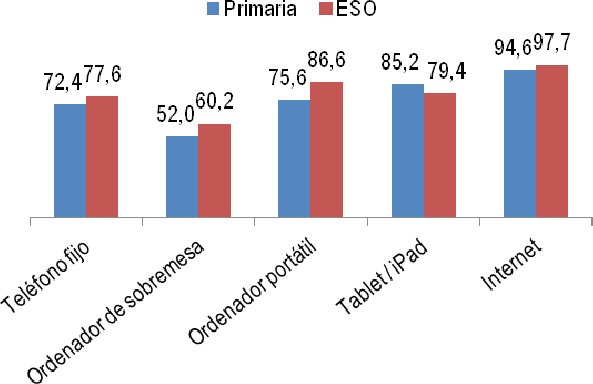 Primaria ESO
72,4 77,6 52,0 60,2 75,6 86,6 85,2 79,4 94,6 97,7
Teléfono fijo
Ordenador de sobremesa
Ordenador portátil
Tablet / iPad
Internet